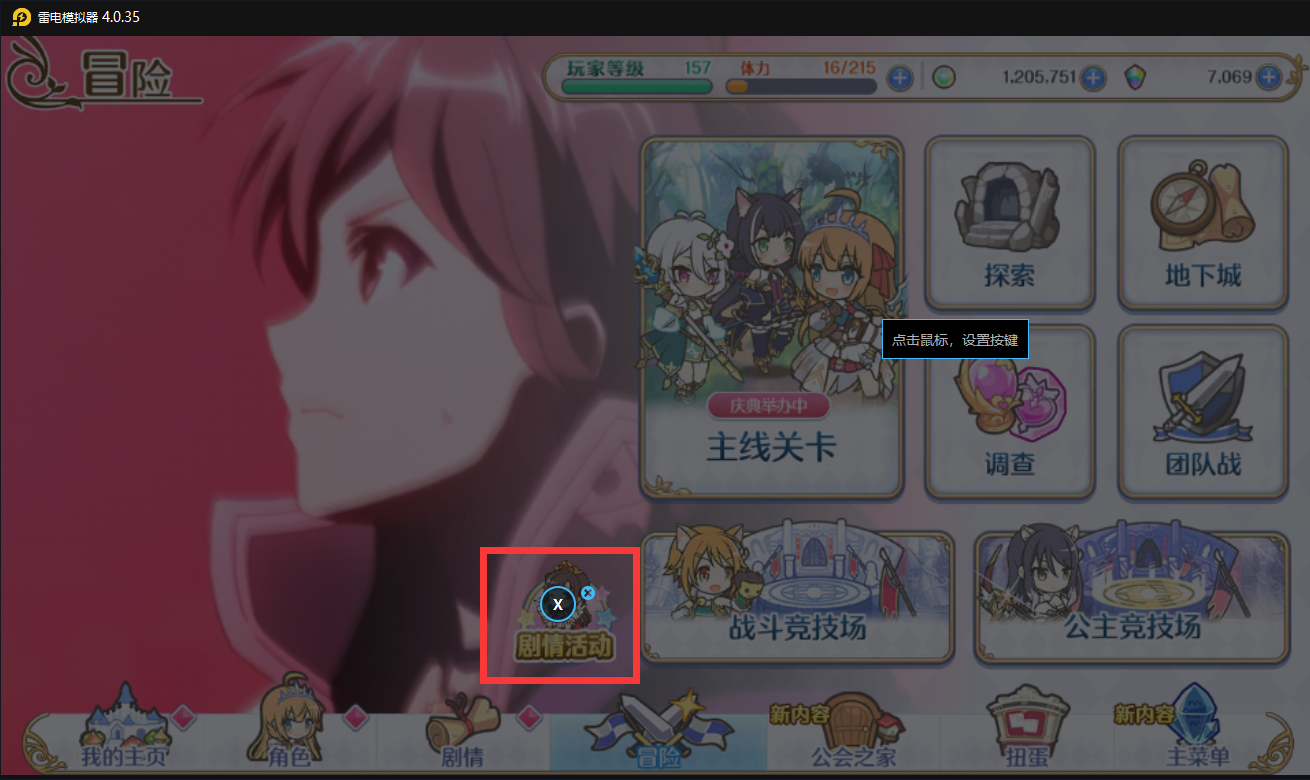 雷电模拟器 4.0.35
冒险
玩家等级 157 体力 16/215 1,205,751 7,069
探索
地下城
点击鼠标，设置按键
庆典举办中
主线关卡
调查
团队战
X
剧情活动
战斗竞技场
公主竞技场
我的主页
角色
剧情
冒险
新内容
公会之家
扭蛋
新内容
主菜单